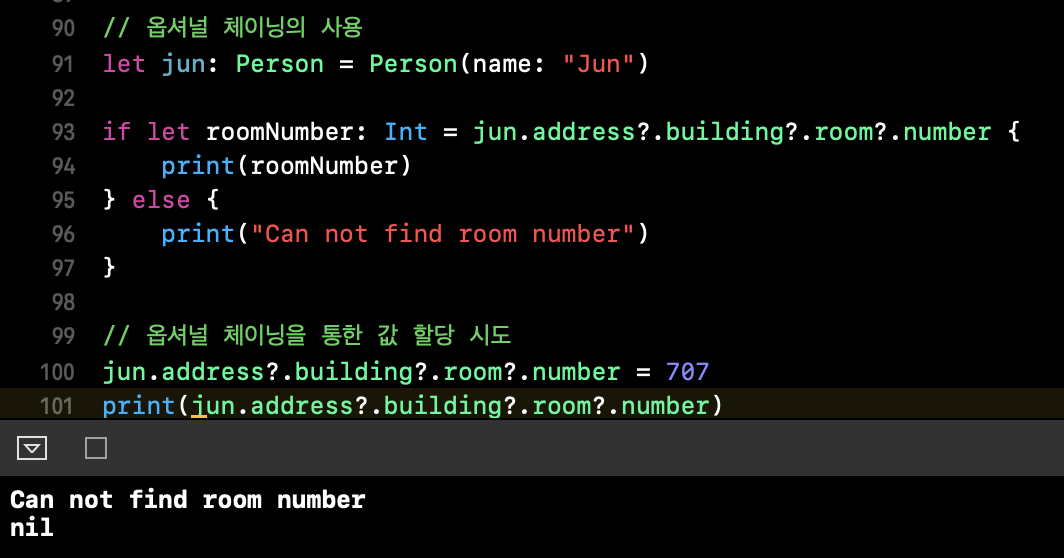 90 // 옵셔널 체이닝의 사용
91 let jun: Person = Person(name: "Jun")
92
93 if let roomNumber: Int = jun.address?.building?.room?.number {
94     print(roomNumber)
95 } else {
96     print("Can not find room number")
97 }
98
99 // 옵셔널 체이닝을 통한 값 할당 시도
100 jun.address?.building?.room?.number = 707
101 print(jun.address?.building?.room?.number)
Can not find room number
nil